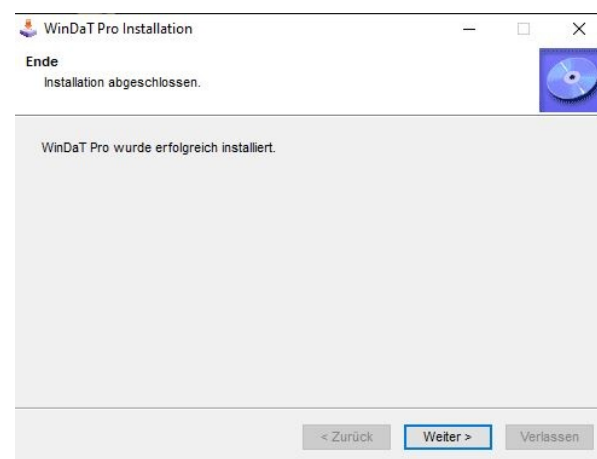 WinDaT Pro Installation
Ende
Installation abgeschlossen.
WinDaT Pro wurde erfolgreich installiert.
< Zurück Weiter > Verlassen